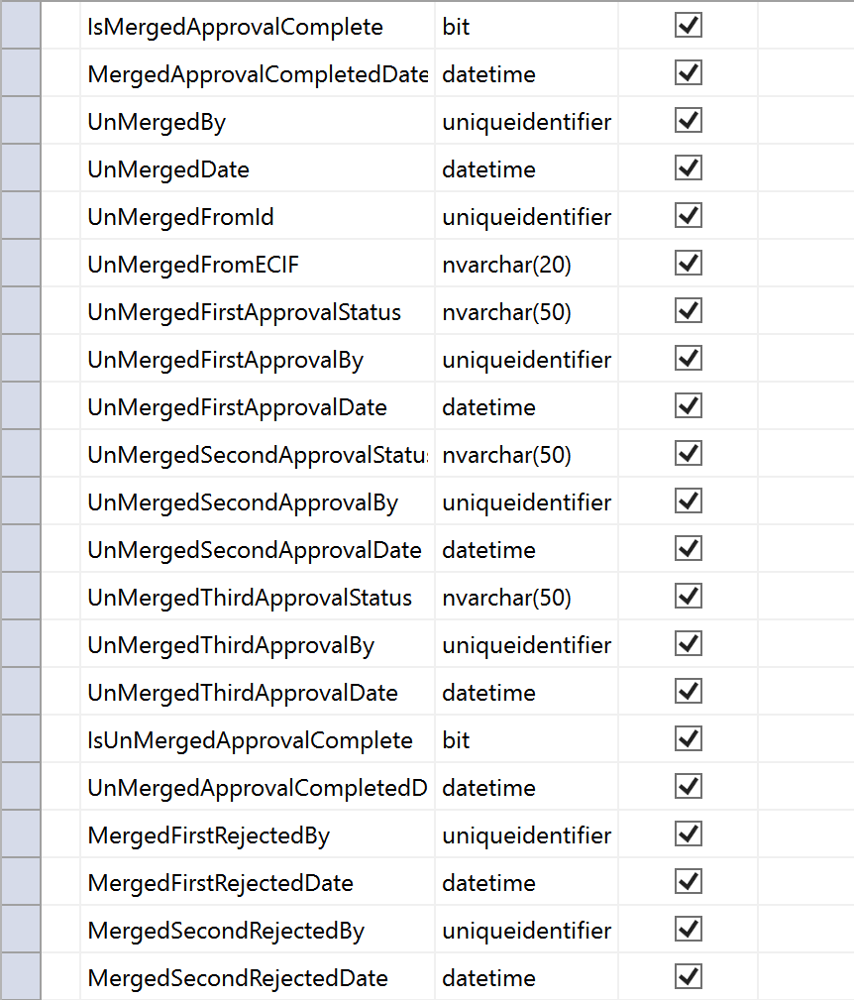 IsMergedApprovalComplete bit
MergedApprovalCompletedDate datetime
UnMergedBy uniqueidentifier
UnMergedDate datetime
UnMergedFromId uniqueidentifier
UnMergedFromECIF nvarchar(20)
UnMergedFirstApprovalStatus nvarchar(50)
UnMergedFirstApprovalBy uniqueidentifier
UnMergedFirstApprovalDate datetime
UnMergedSecondApprovalStatu nvarchar(50)
UnMergedSecondApprovalBy uniqueidentifier
UnMergedSecondApprovalDate datetime
UnMergedThirdApprovalStatus nvarchar(50)
UnMergedThirdApprovalBy uniqueidentifier
UnMergedThirdApprovalDate datetime
IsUnMergedApprovalComplete bit
UnMergedApprovalCompletedD datetime
MergedFirstRejectedBy uniqueidentifier
MergedFirstRejectedDate datetime
MergedSecondRejectedBy uniqueidentifier
MergedSecondRejectedDate datetime